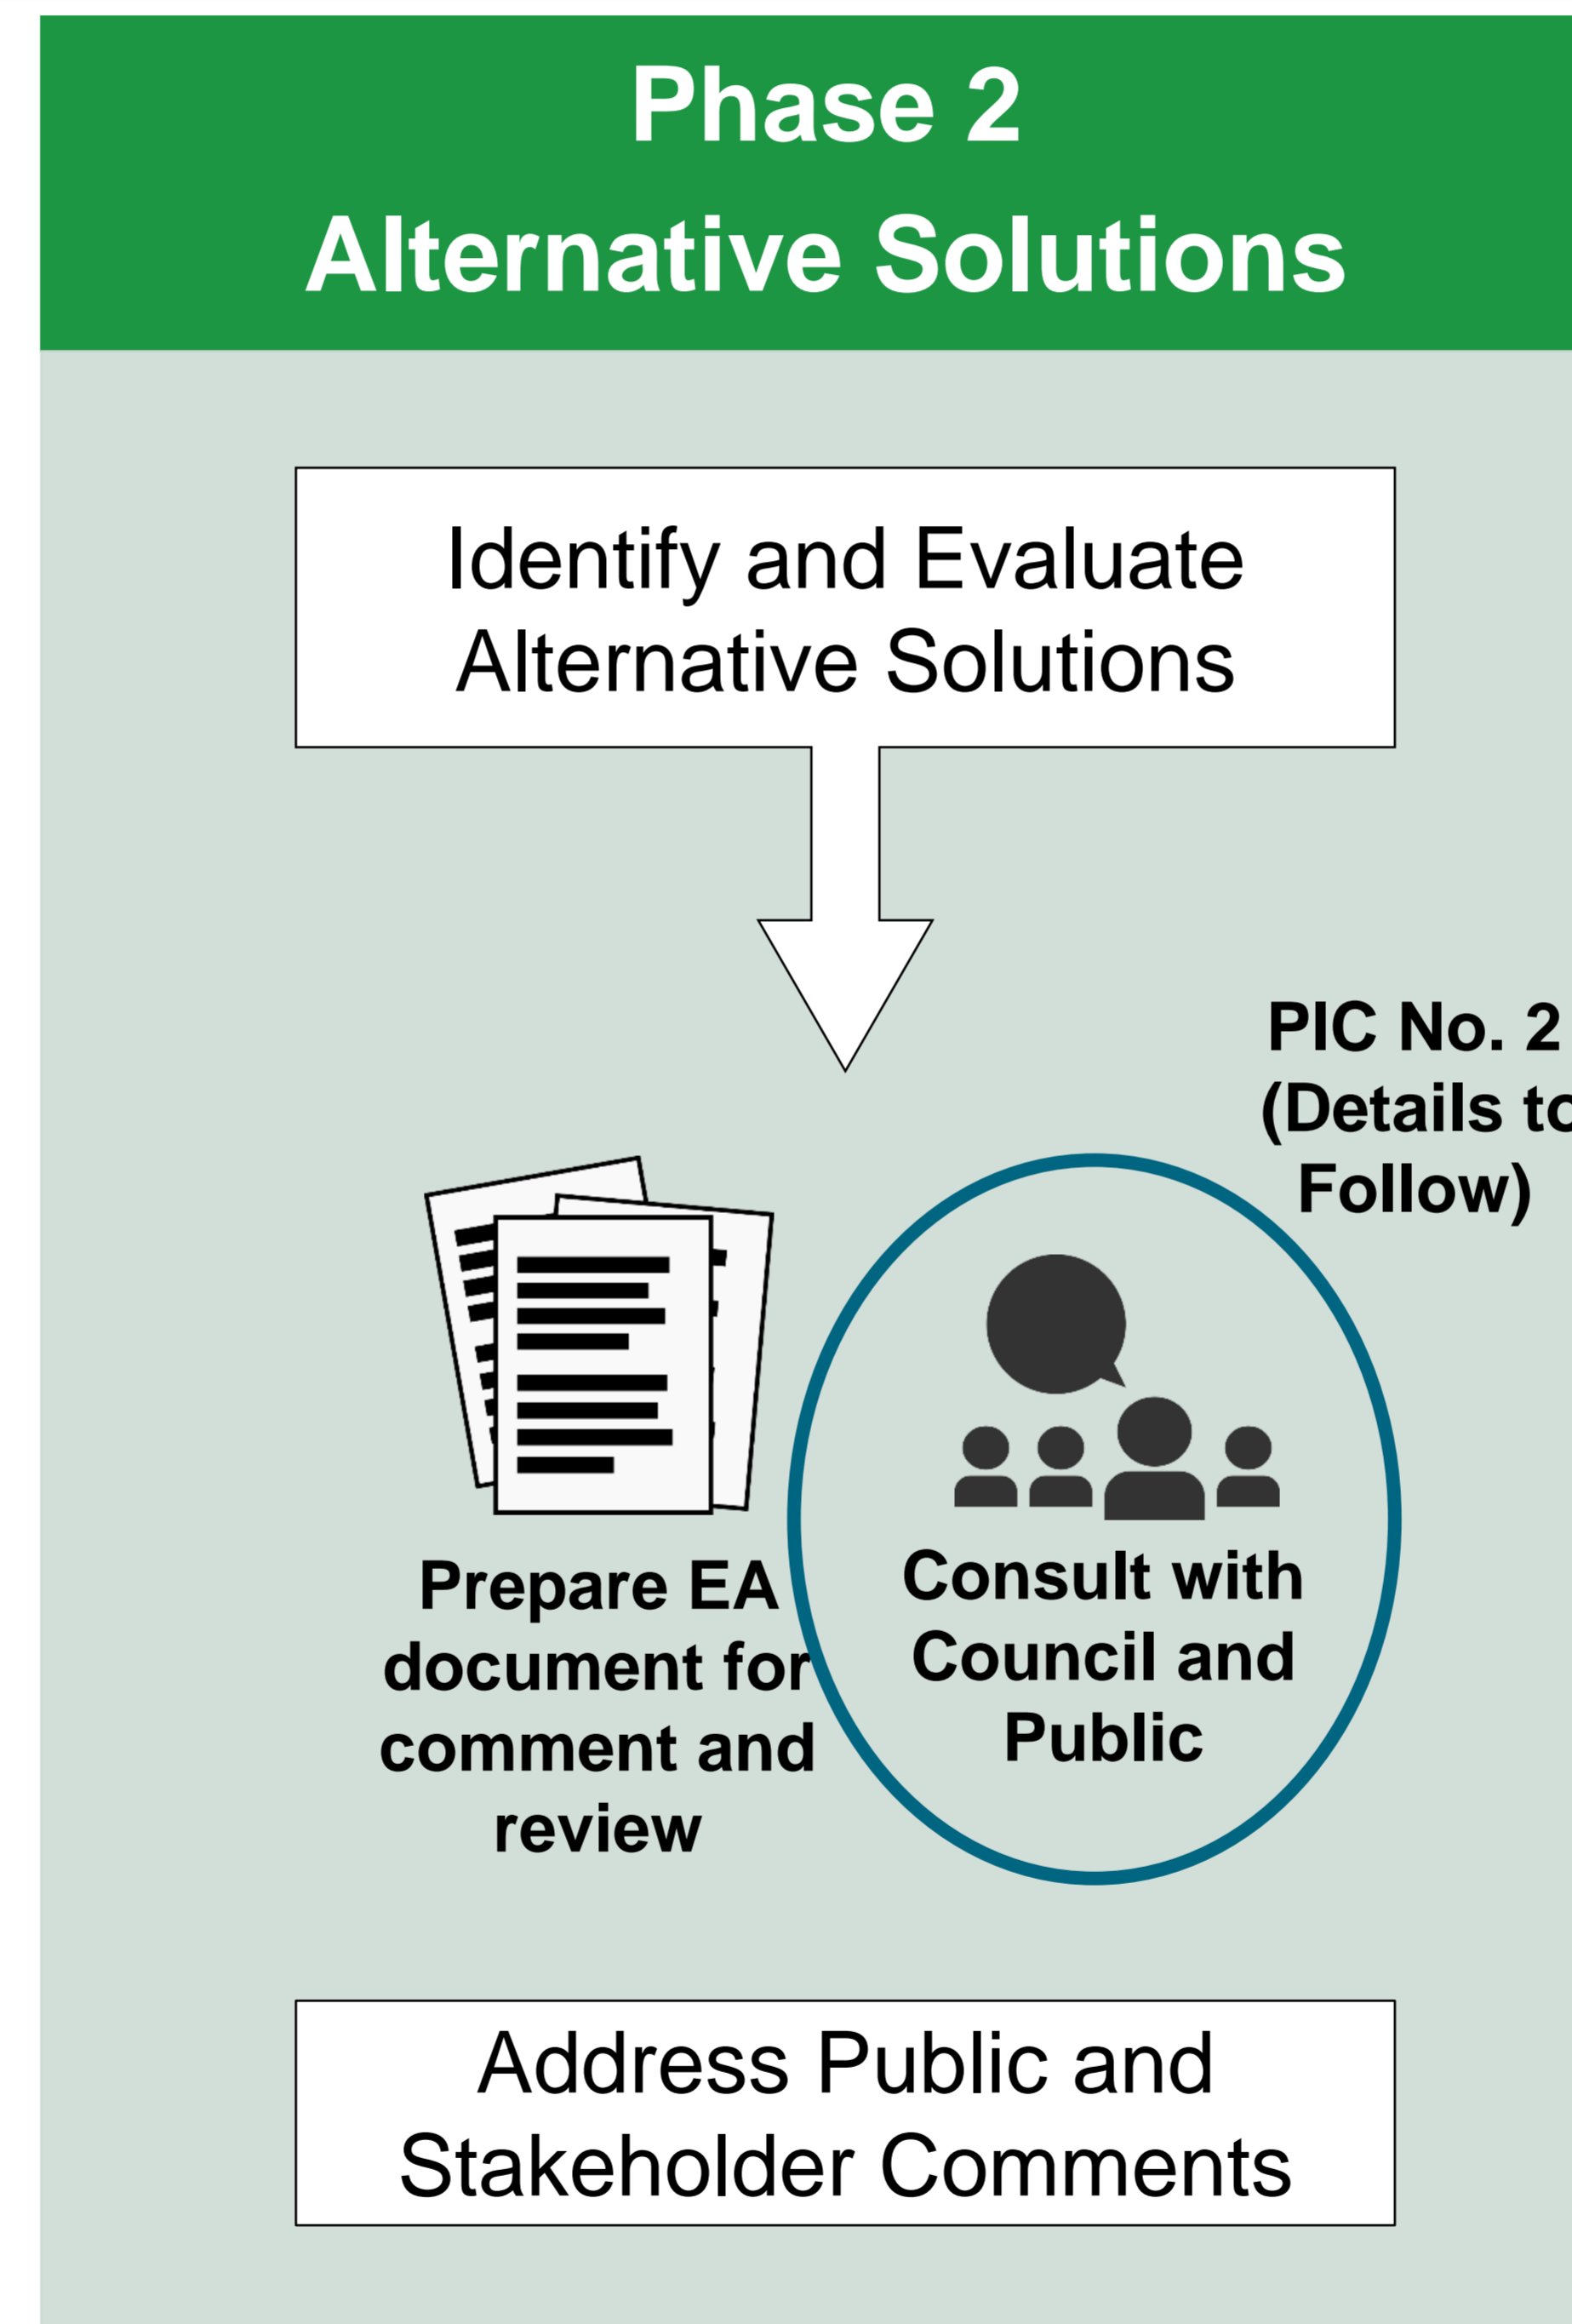 Phase 2
Alternative Solutions
Identify and Evaluate
Alternative Solutions
PIC No. 2
(Details to
Follow)
Prepare EA
document for
comment and
review
Consult with
Council and
Public
Address Public and
Stakeholder Comments